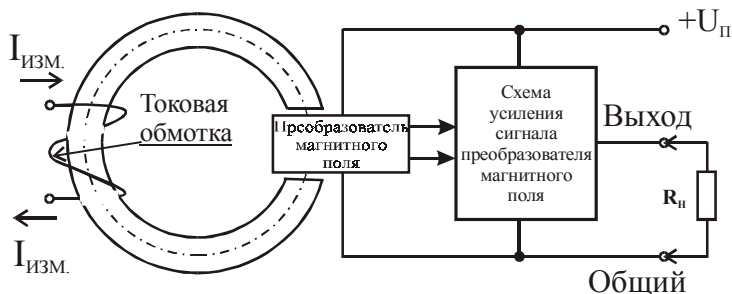 Iизм.
Токовая
обмотка
Iизм.
Преобразователь
магнитного
поля
Схема
усиления
сигнала
преобразователя
магнитного
поля
+Uп
Выход
Rн
Общий